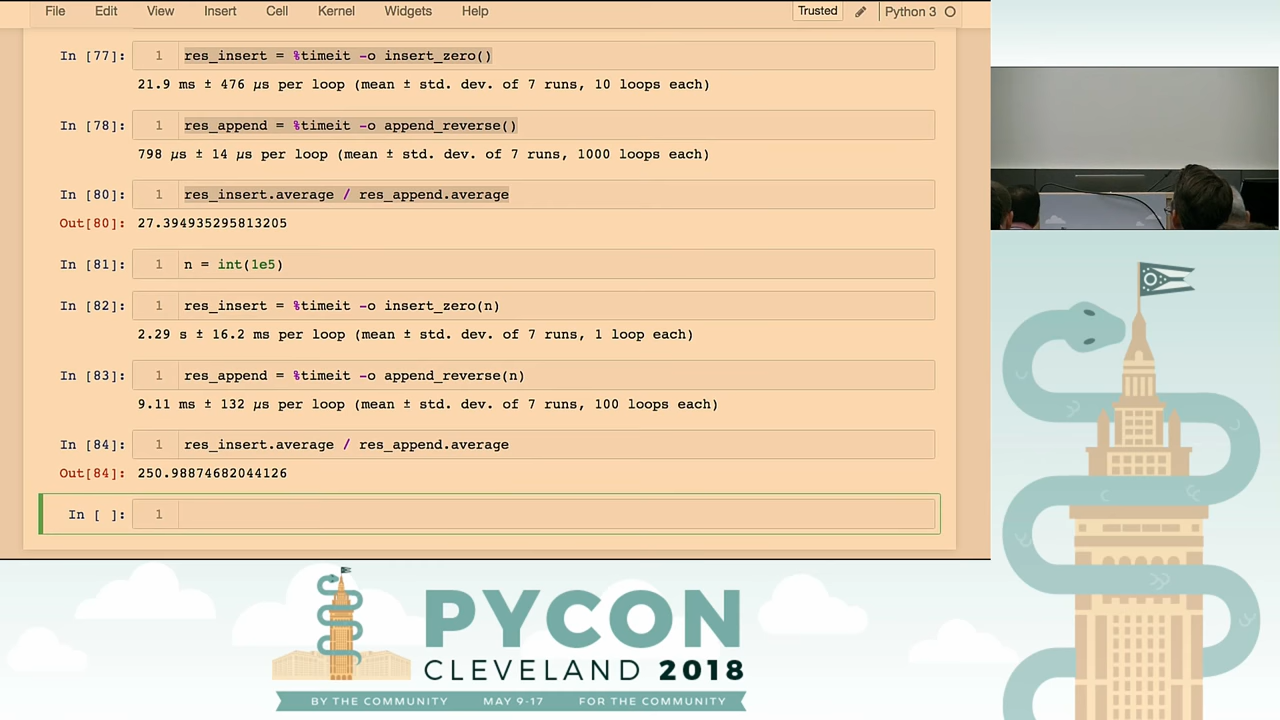 File Edit View Insert Cell Kernel Widgets Help Trusted Python 3
In [77]: 1 res_insert = %timeit -o insert_zero()
21.9 ms ± 476 µs per loop (mean ± std. dev. of 7 runs, 10 loops each)
In [78]: 1 res_append = %timeit -o append_reverse()
798 µs ± 14 µs per loop (mean ± std. dev. of 7 runs, 1000 loops each)
In [80]: 1 res_insert.average / res_append.average
Out[80]: 27.394935295813205
In [81]: 1 n = int(1e5)
In [82]: 1 res_insert = %timeit -o insert_zero(n)
2.29 s ± 16.2 ms per loop (mean ± std. dev. of 7 runs, 1 loop each)
In [83]: 1 res_append = %timeit -o append_reverse(n)
9.11 ms ± 132 µs per loop (mean ± std. dev. of 7 runs, 100 loops each)
In [84]: 1 res_insert.average / res_append.average
Out[84]: 250.98874682044126
In [ ]: 1
PYCON
CLEVELAND 2018
BY THE COMMUNITY MAY 9-17 FOR THE COMMUNITY